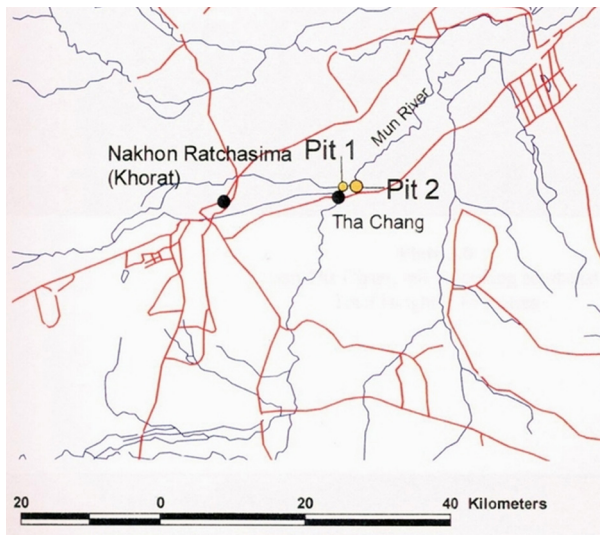 Mun River
Nakhon Ratchasima
(Khorat)
Pit 1
Pit 2
Tha Chang
20 0 20 40 Kilometers